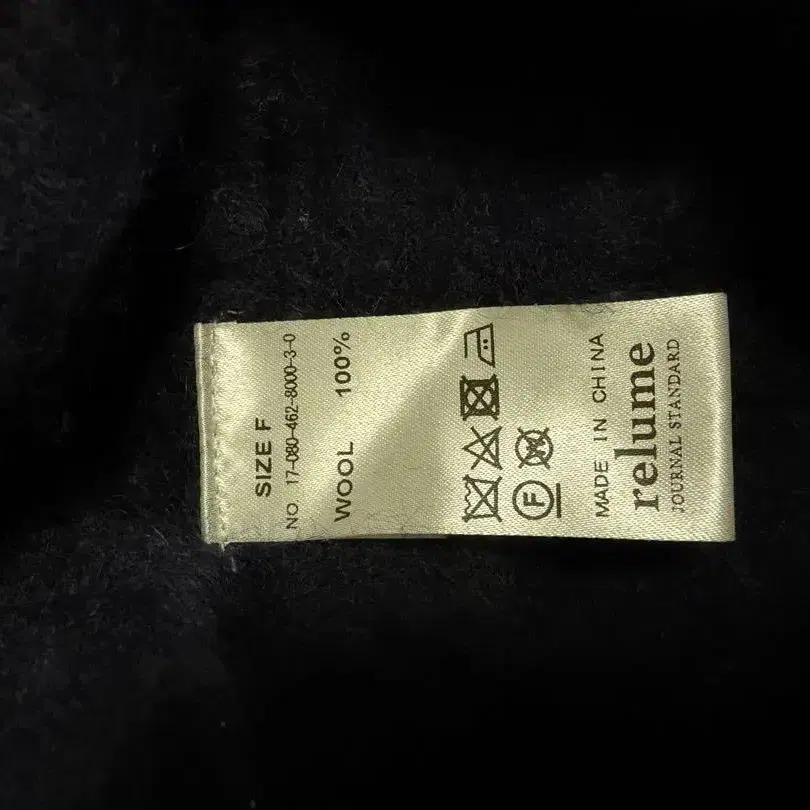 SIZE F
NO. 17-080-462-8000-3-0
WOOL 100%
F
W
MADE IN CHINA
relume
JOURNAL STANDARD